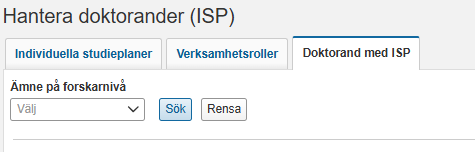 Hantera doktorander (ISP)
Individuella studieplaner Verksamhetsroller Doktorand med ISP
Ämne på forskarnivå
Välj Sök Rensa